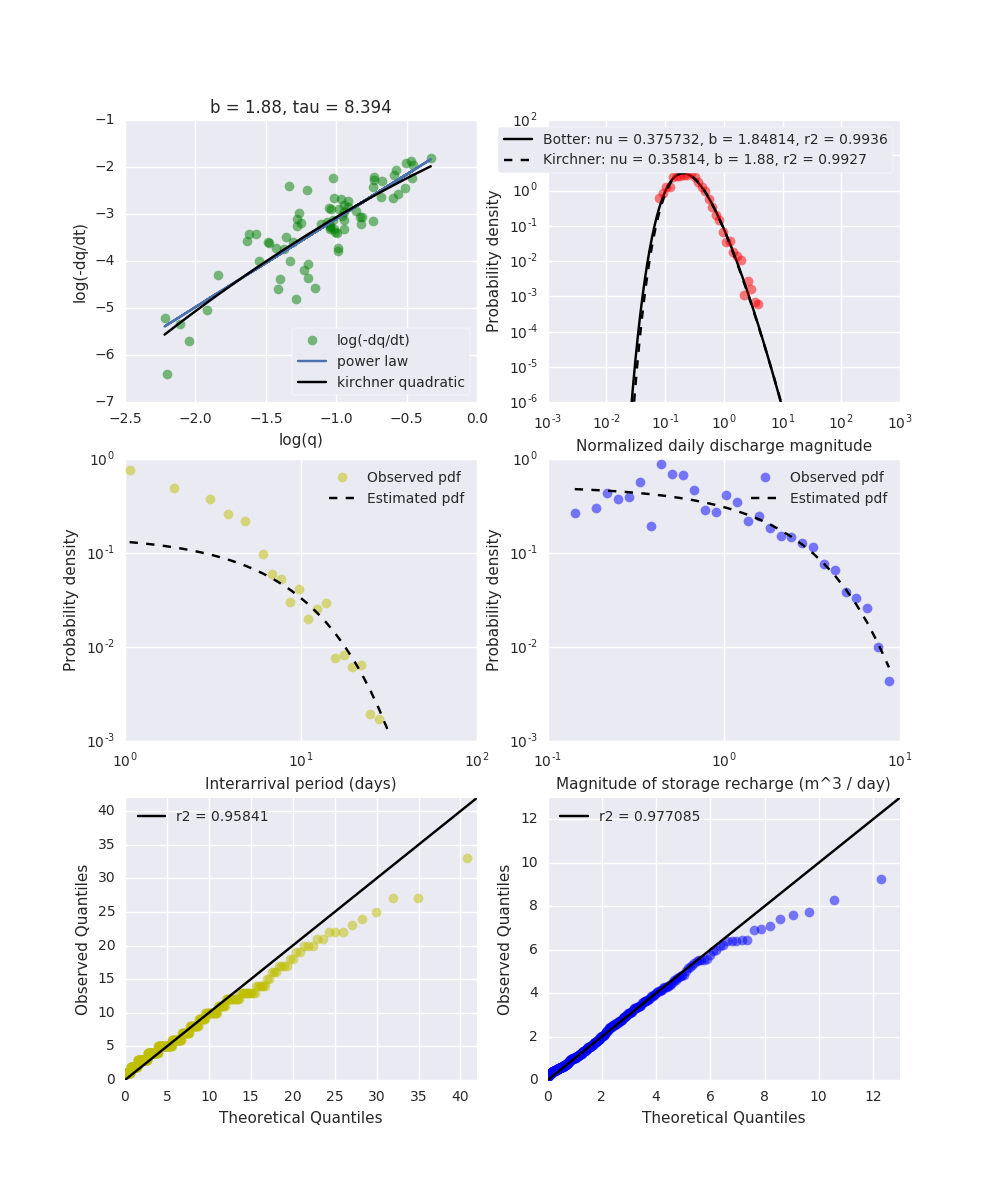 b = 1.88, tau = 8.394
log(-dq/dt)
−1
−2
−3
−4
−5
−6
−7
log(-dq/dt)
power law
kirchner quadratic
−2.5 −2.0 −1.5 −1.0 −0.5 0.0
log(q)
Probability density
10^2
10^0
10^-1
10^-2
10^-3
10^-4
10^-5
10^-6
Botter: nu = 0.375732, b = 1.84814, r2 = 0.9936
Kirchner: nu = 0.35814, b = 1.88, r2 = 0.9927
10^-3 10^-2 10^-1 10^0 10^1 10^2 10^3
Normalized daily discharge magnitude
Probability density
10^0
10^-1
10^-2
10^-3
Observed pdf
Estimated pdf
10^0 10^1 10^2
Interarrival period (days)
Probability density
10^0
10^-1
10^-2
10^-3
Observed pdf
Estimated pdf
10^-1 10^0 10^1
Magnitude of storage recharge (m^3 / day)
Observed Quantiles
40
35
30
25
20
15
10
5
0
r2 = 0.95841
0 5 10 15 20 25 30 35 40
Theoretical Quantiles
Observed Quantiles
12
10
8
6
4
2
0
r2 = 0.977085
0 2 4 6 8 10 12
Theoretical Quantiles